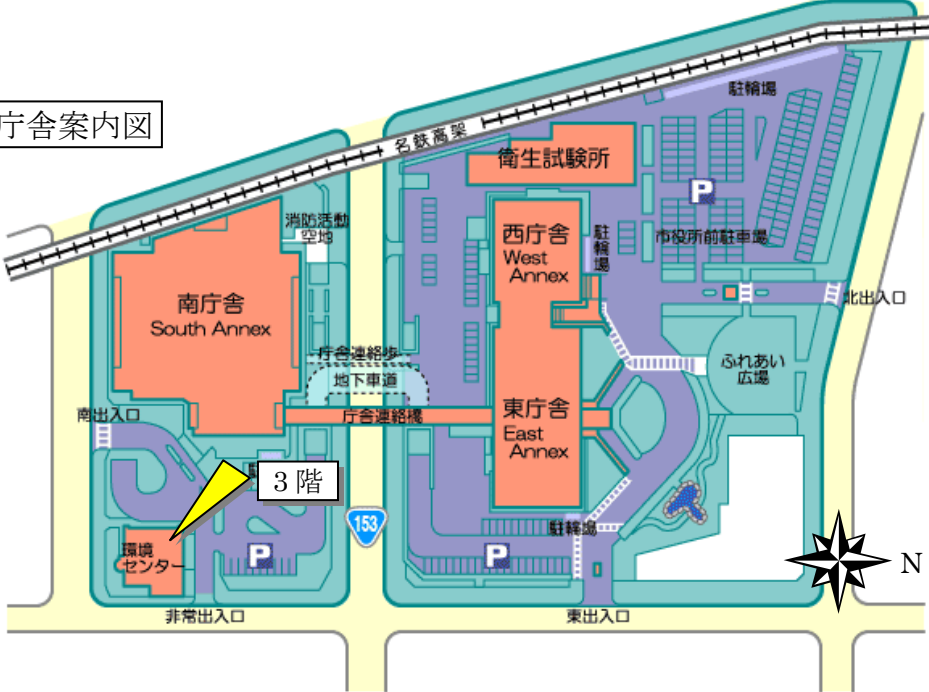 庁舎案内図
名鉄高架
駐輪場
衛生試験所
P
消防活動
空地
西庁舎
West
Annex
駐輪場
市役所前駐車場
南庁舎
South Annex
北出入口
庁舎連絡歩
地下車道
ふれあい
広場
南出入口
庁舎連絡橋
東庁舎
East
Annex
3階
153
駐輪場
環境
センター
P
P
N
非常出入口
東出入口